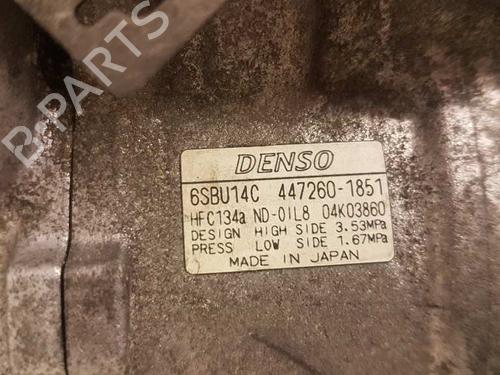 B-PARTS
DENSO
6SBU14C 447260-1851
HFC134a ND-OIL8 04K03860
DESIGN HIGH SIDE 3.53MPa
PRESS LOW SIDE 1.67MPa
MADE IN JAPAN